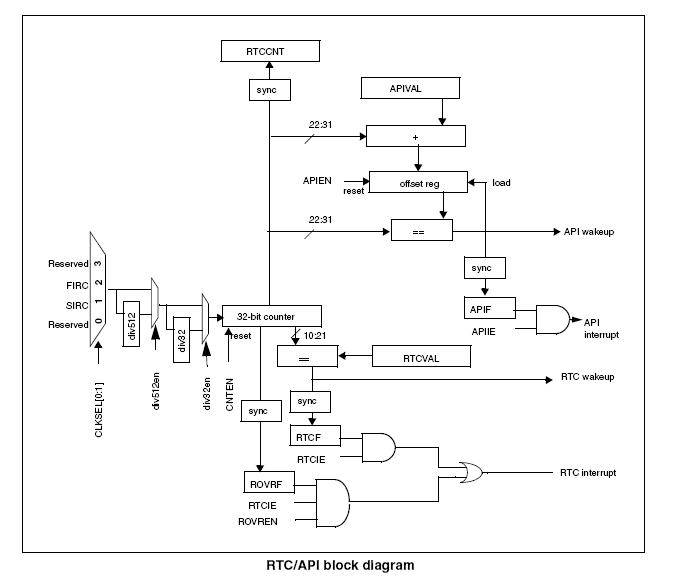 RTCCNT
sync
APIVAL
22:31
+
APIEN
reset
offset reg
load
22:31
==
API wakeup
sync
Reserved 3
FIRC 2
SIRC 1
Reserved 0
div512
div32
32-bit counter
reset
10:21
APIF
APIIE
API
interrupt
==
RTCVAL
RTC wakeup
CLKSEL[0:1]
div512en
div32en
CNTEN
sync
sync
RTCF
RTCIE
ROVRF
RTCIE
ROVREN
RTC interrupt
RTC/API block diagram